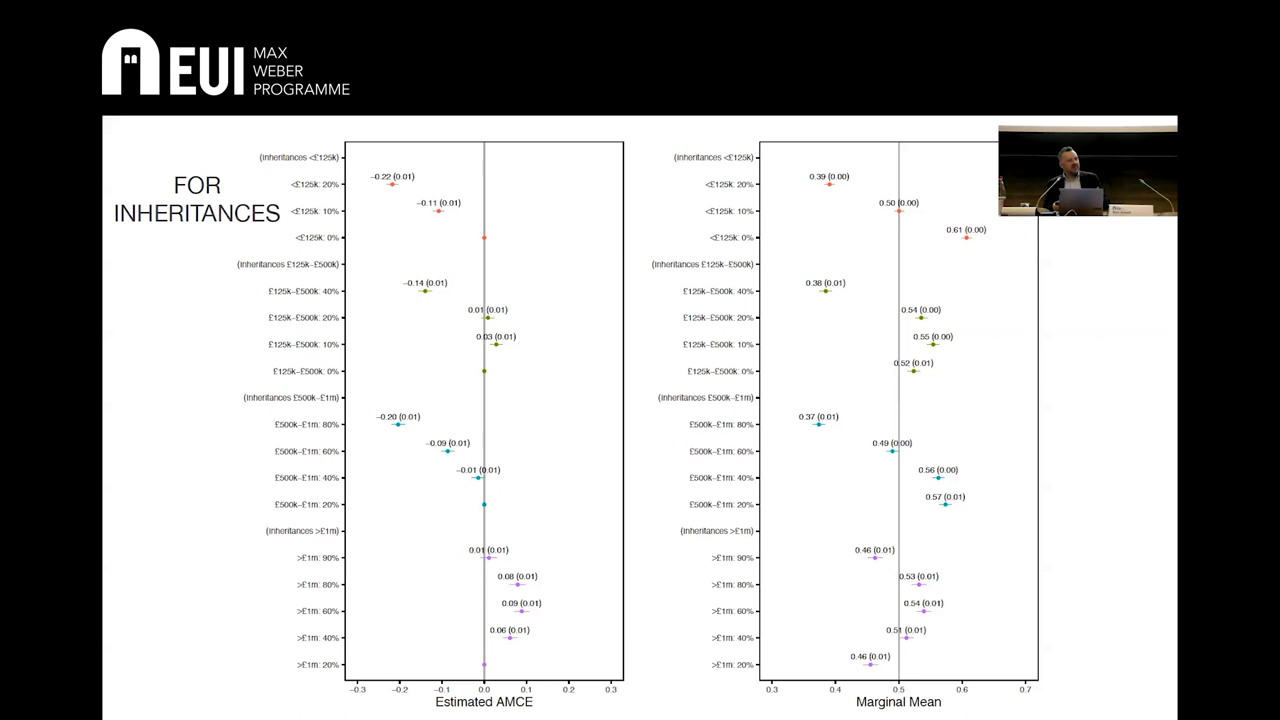 EUI
MAX
WEBER
PROGRAMME
FOR
INHERITANCES
(Inheritances <£125k)
<£125k: 20%
<£125k: 10%
<£125k: 0%
(Inheritances £125k–£500k)
£125k–£500k: 40%
£125k–£500k: 20%
£125k–£500k: 10%
£125k–£500k: 0%
(Inheritances £500k–£1m)
£500k–£1m: 80%
£500k–£1m: 60%
£500k–£1m: 40%
£500k–£1m: 20%
(Inheritances >£1m)
>£1m: 90%
>£1m: 80%
>£1m: 60%
>£1m: 40%
>£1m: 20%
−0.22 (0.01)
−0.11 (0.01)
−0.14 (0.01)
0.01 (0.01)
0.03 (0.01)
−0.20 (0.01)
−0.09 (0.01)
−0.01 (0.01)
0.01 (0.01)
0.08 (0.01)
0.09 (0.01)
0.06 (0.01)
−0.3 −0.2 −0.1 0.0 0.1 0.2 0.3
Estimated AMCE
(Inheritances <£125k)
<£125k: 20%
<£125k: 10%
<£125k: 0%
(Inheritances £125k–£500k)
£125k–£500k: 40%
£125k–£500k: 20%
£125k–£500k: 10%
£125k–£500k: 0%
(Inheritances £500k–£1m)
£500k–£1m: 80%
£500k–£1m: 60%
£500k–£1m: 40%
£500k–£1m: 20%
(Inheritances >£1m)
>£1m: 90%
>£1m: 80%
>£1m: 60%
>£1m: 40%
>£1m: 20%
0.39 (0.00)
0.50 (0.00)
0.61 (0.00)
0.38 (0.01)
0.54 (0.00)
0.55 (0.00)
0.52 (0.01)
0.37 (0.01)
0.49 (0.00)
0.56 (0.00)
0.57 (0.01)
0.46 (0.01)
0.53 (0.01)
0.54 (0.01)
0.51 (0.01)
0.46 (0.01)
0.3 0.4 0.5 0.6 0.7
Marginal Mean